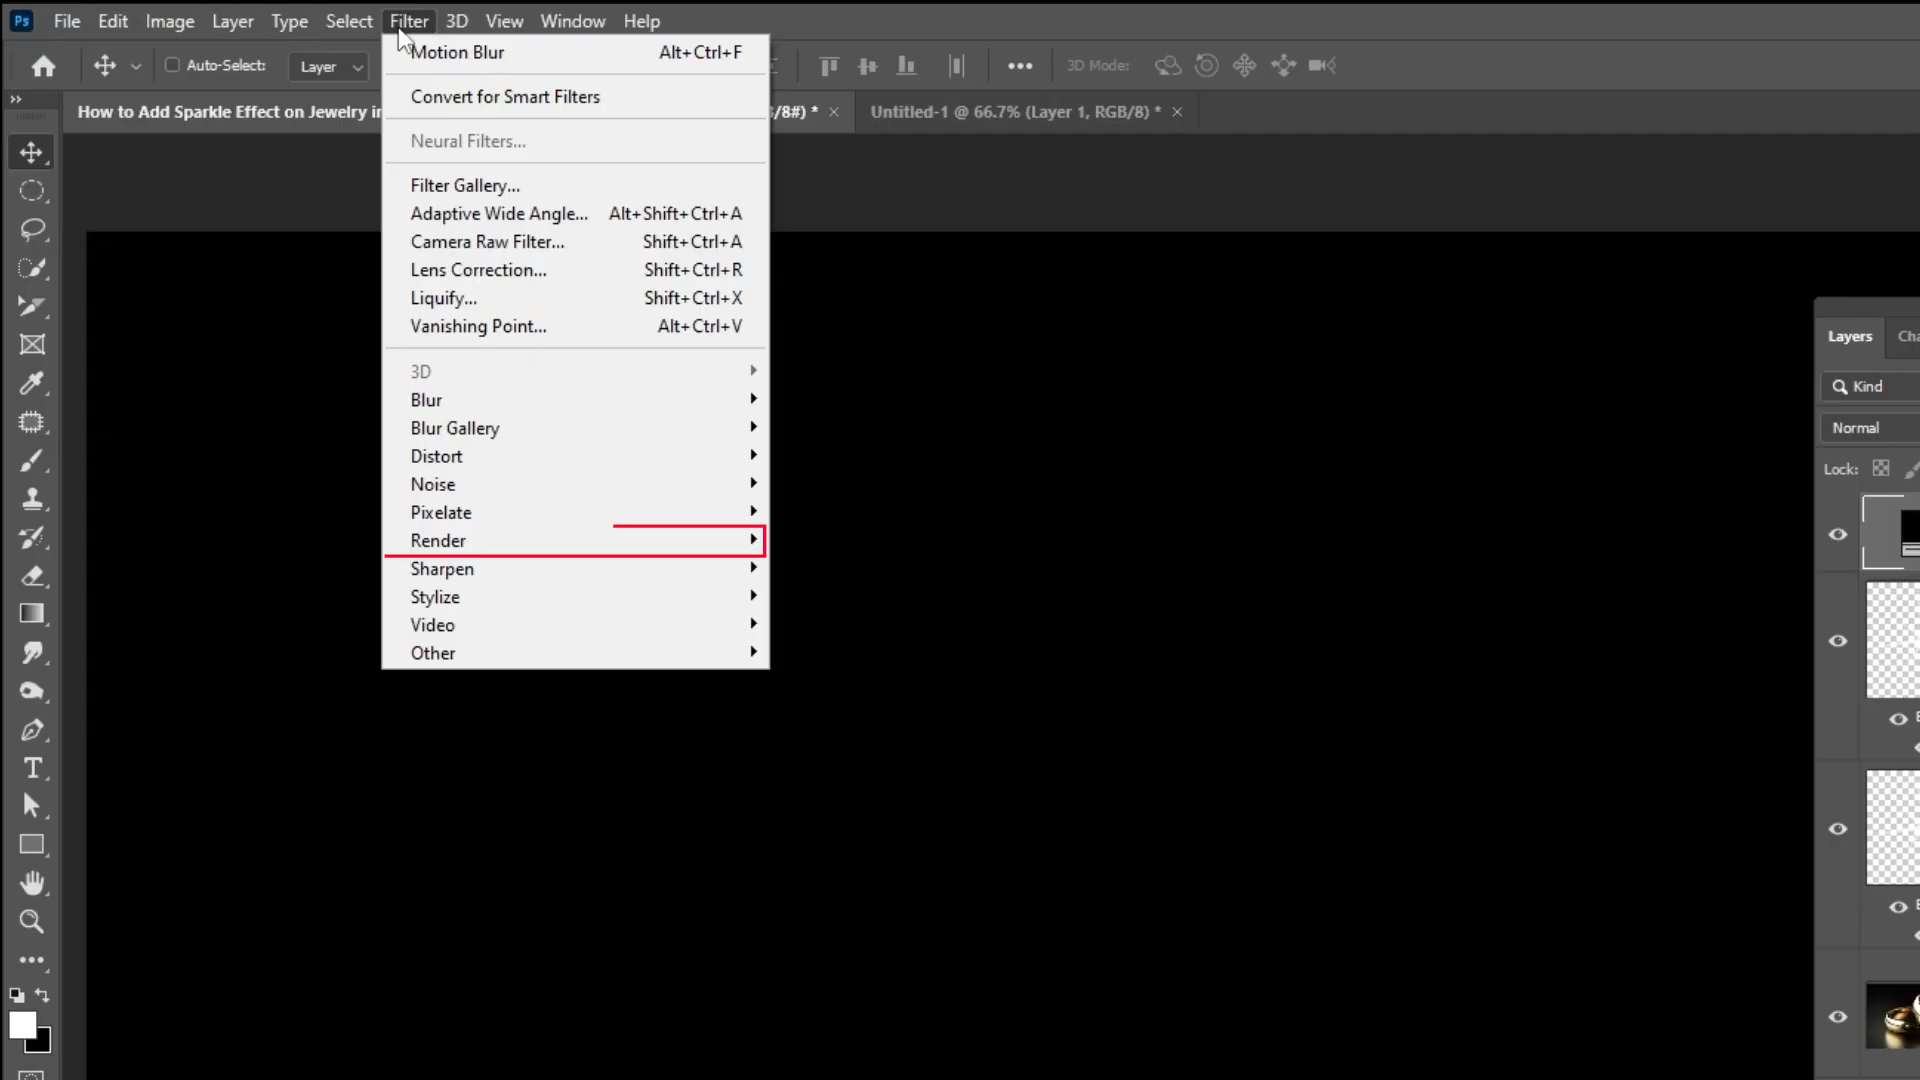 Ps File Edit Image Layer Type Select Filter 3D View Window Help
Auto-Select: Layer 3D Mode:
How to Add Sparkle Effect on Jewelry in /8#) * × Untitled-1 @ 66.7% (Layer 1, RGB/8) * ×
Motion Blur Alt+Ctrl+F
Convert for Smart Filters
Neural Filters...
Filter Gallery...
Adaptive Wide Angle... Alt+Shift+Ctrl+A
Camera Raw Filter... Shift+Ctrl+A
Lens Correction... Shift+Ctrl+R
Liquify... Shift+Ctrl+X
Vanishing Point... Alt+Ctrl+V
3D
Blur
Blur Gallery
Distort
Noise
Pixelate
Render
Sharpen
Stylize
Video
Other
Layers Cha
Kind
Normal
Lock: